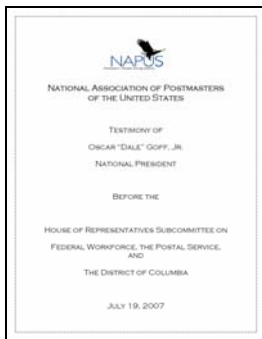 NAPUS
NATIONAL ASSOCIATION OF POSTMASTERS
OF THE UNITED STATES
TESTIMONY OF
OSCAR "DALE" GOFF, JR.
NATIONAL PRESIDENT
BEFORE THE
HOUSE OF REPRESENTATIVES SUBCOMMITTEE ON
FEDERAL WORKFORCE, THE POSTAL SERVICE,
AND
THE DISTRICT OF COLUMBIA
JULY 19, 2007